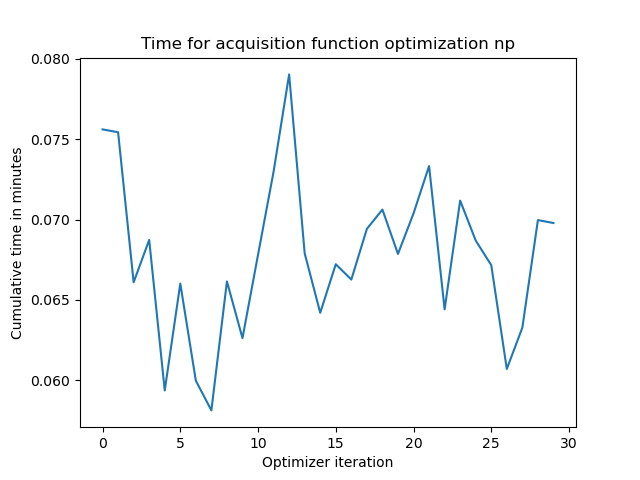 Time for acquisition function optimization np
0.080
0.075
0.070
0.065
0.060
Cumulative time in minutes
0 5 10 15 20 25 30
Optimizer iteration